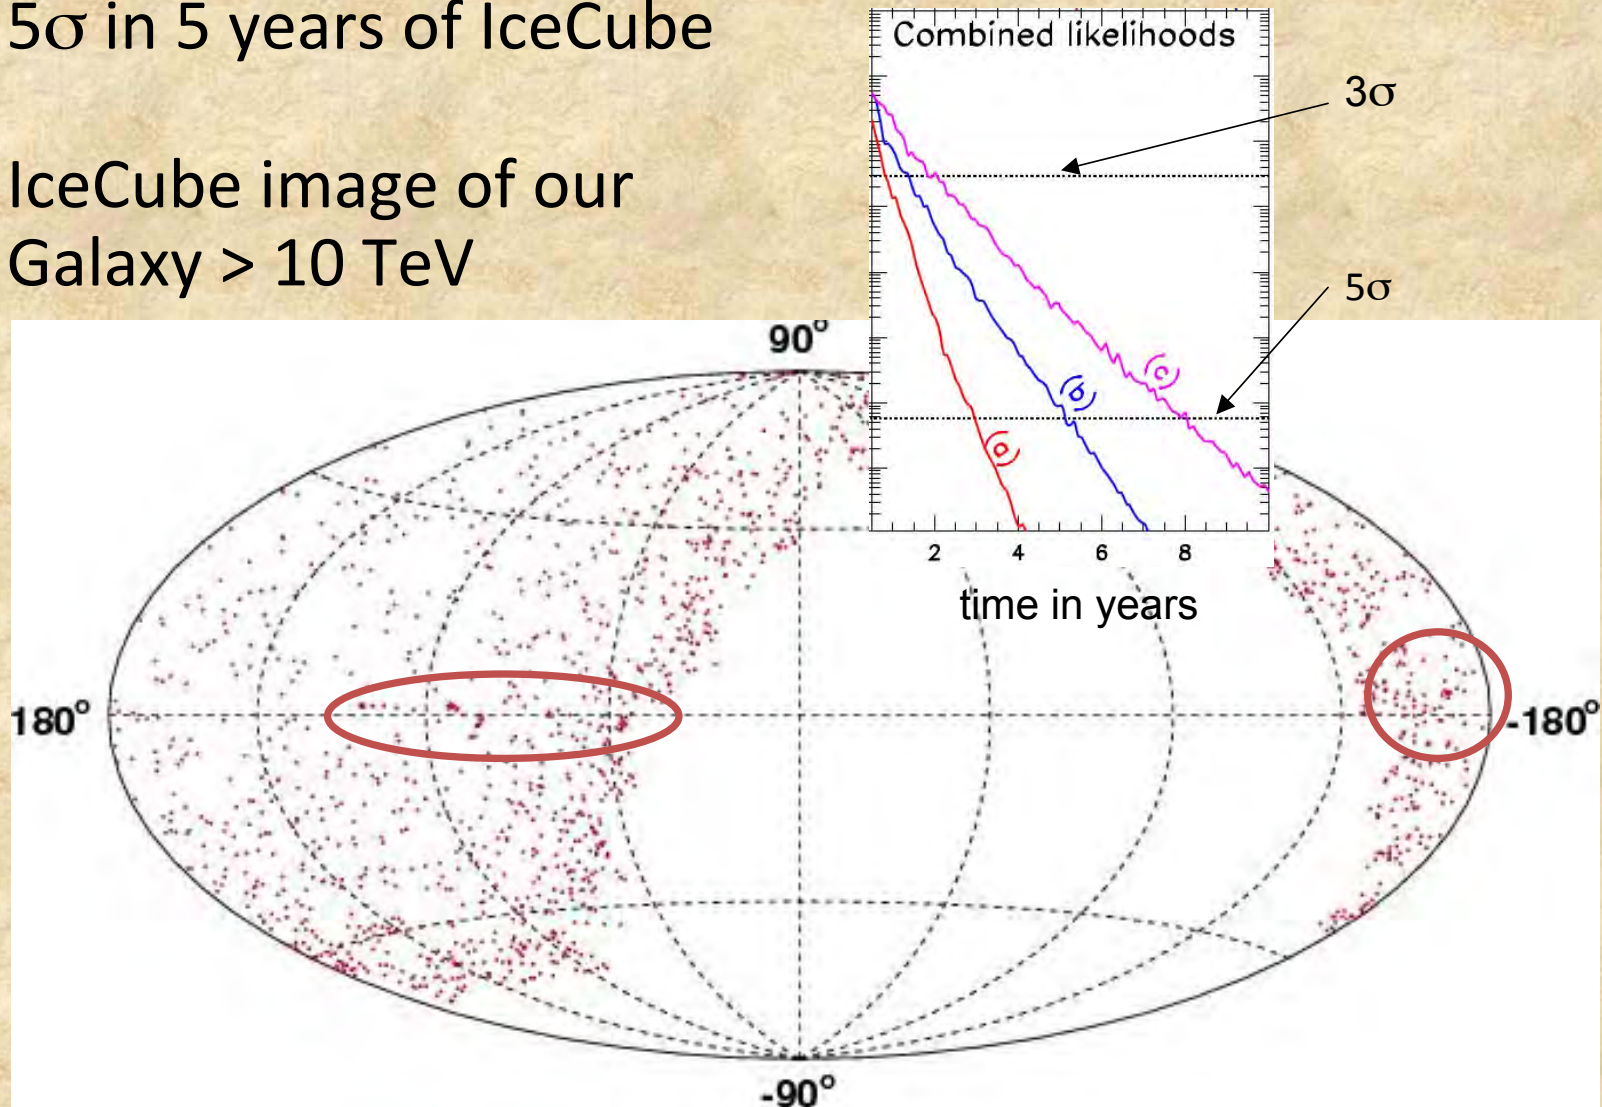 5σ in 5 years of IceCube
IceCube image of our
Galaxy > 10 TeV
Combined likelihoods
3σ
5σ
(a)
(b)
(c)
2 4 6 8
time in years
90°
180°
-180°
-90°